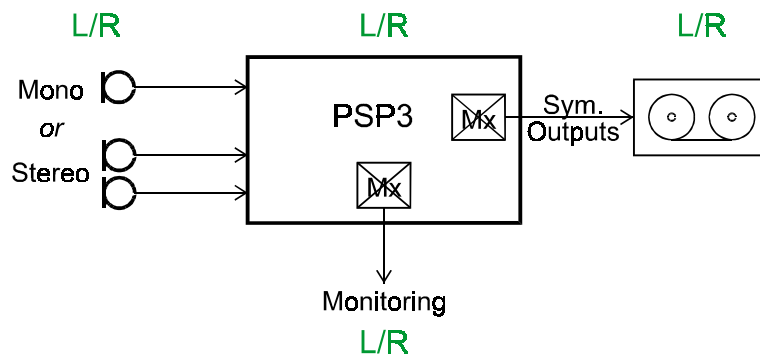 L/R
L/R
L/R
Mono
or
Stereo
PSP3
Mx
Mx
Sym.
Outputs
Monitoring
L/R